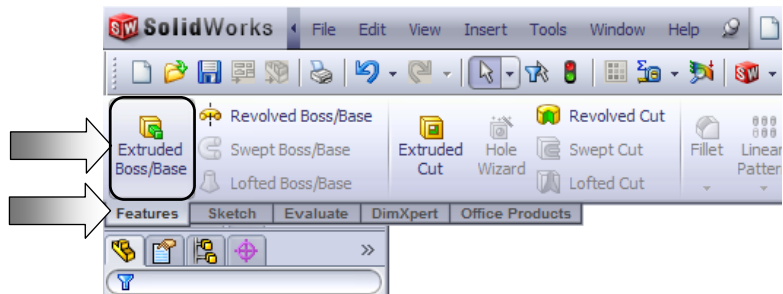 SW SolidWorks File Edit View Insert Tools Window Help
SW
Extruded Boss/Base
Revolved Boss/Base
Swept Boss/Base
Lofted Boss/Base
Extruded Cut
Hole Wizard
Revolved Cut
Swept Cut
Lofted Cut
Fillet
Linear
Features Sketch Evaluate DimXpert Office Products